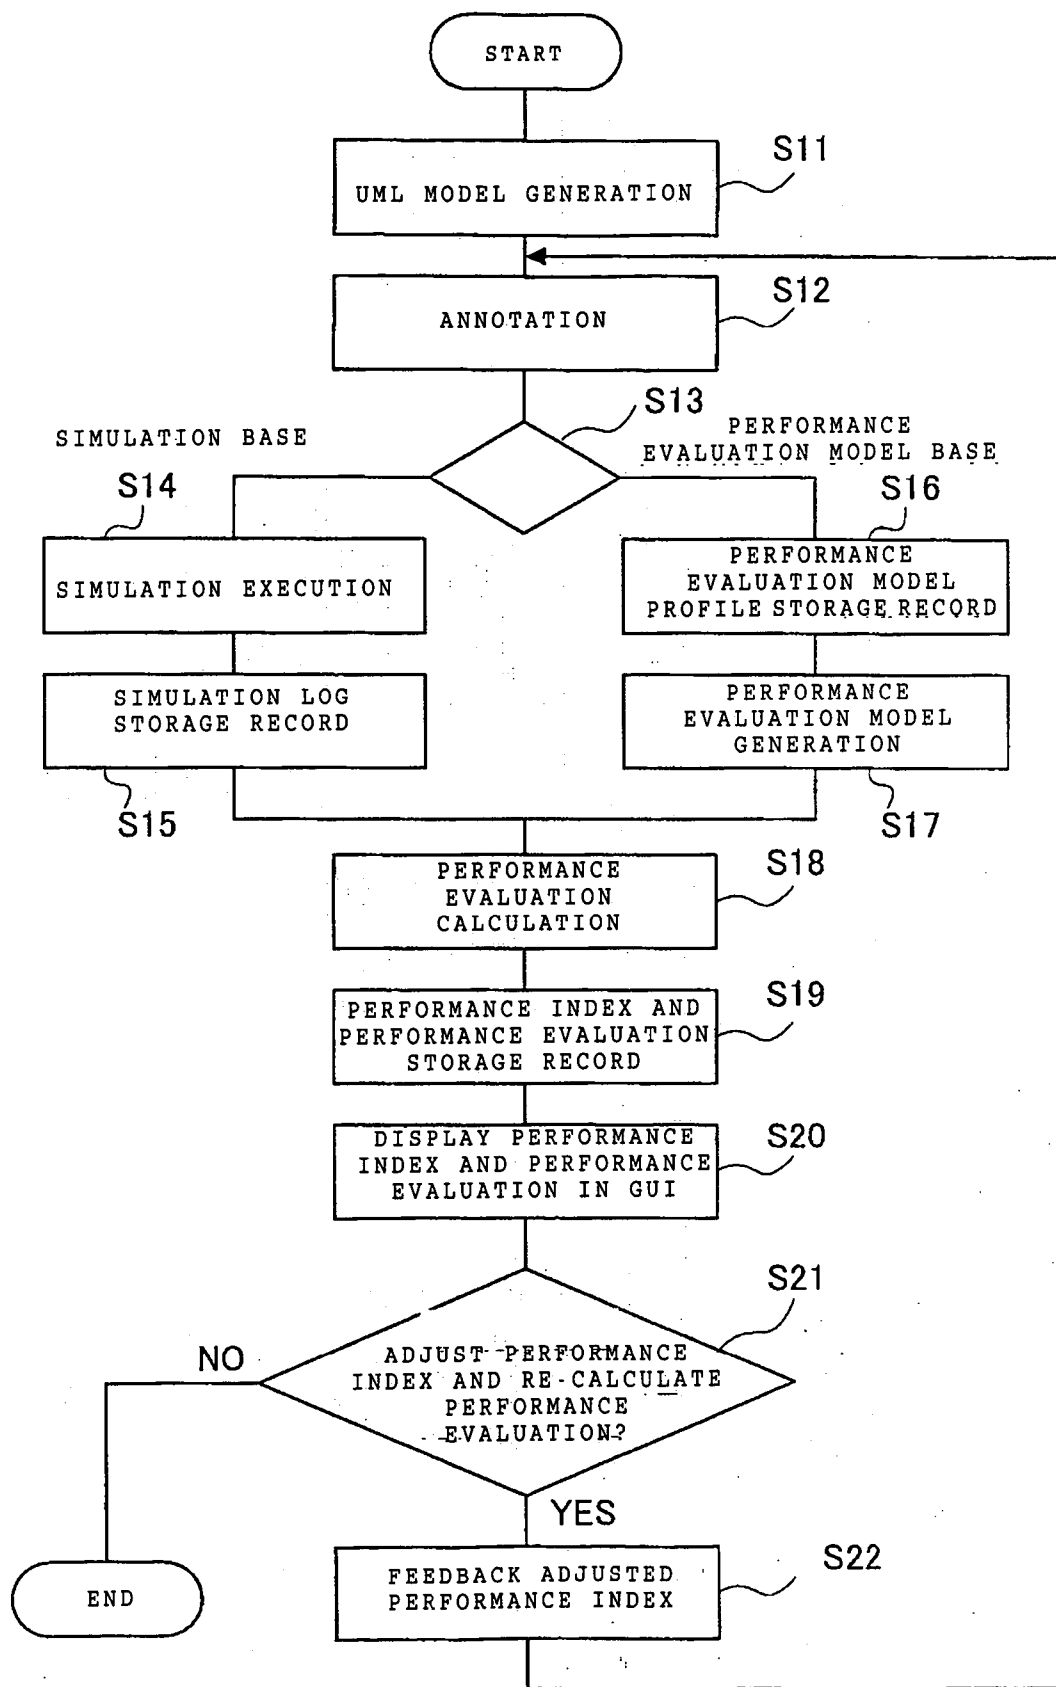 START
S11
UML MODEL GENERATION
S12
ANNOTATION
S13
SIMULATION BASE
PERFORMANCE
EVALUATION MODEL BASE
S14
S16
SIMULATION EXECUTION
PERFORMANCE
EVALUATION MODEL
PROFILE STORAGE RECORD
SIMULATION LOG
STORAGE RECORD
PERFORMANCE
EVALUATION MODEL
GENERATION
S15
S17
S18
PERFORMANCE
EVALUATION
CALCULATION
S19
PERFORMANCE INDEX AND
PERFORMANCE EVALUATION
STORAGE RECORD
S20
DISPLAY PERFORMANCE
INDEX AND PERFORMANCE
EVALUATION IN GUI
S21
NO
ADJUST PERFORMANCE
INDEX AND RE-CALCULATE
PERFORMANCE
EVALUATION?
YES
S22
FEEDBACK ADJUSTED
PERFORMANCE INDEX
END